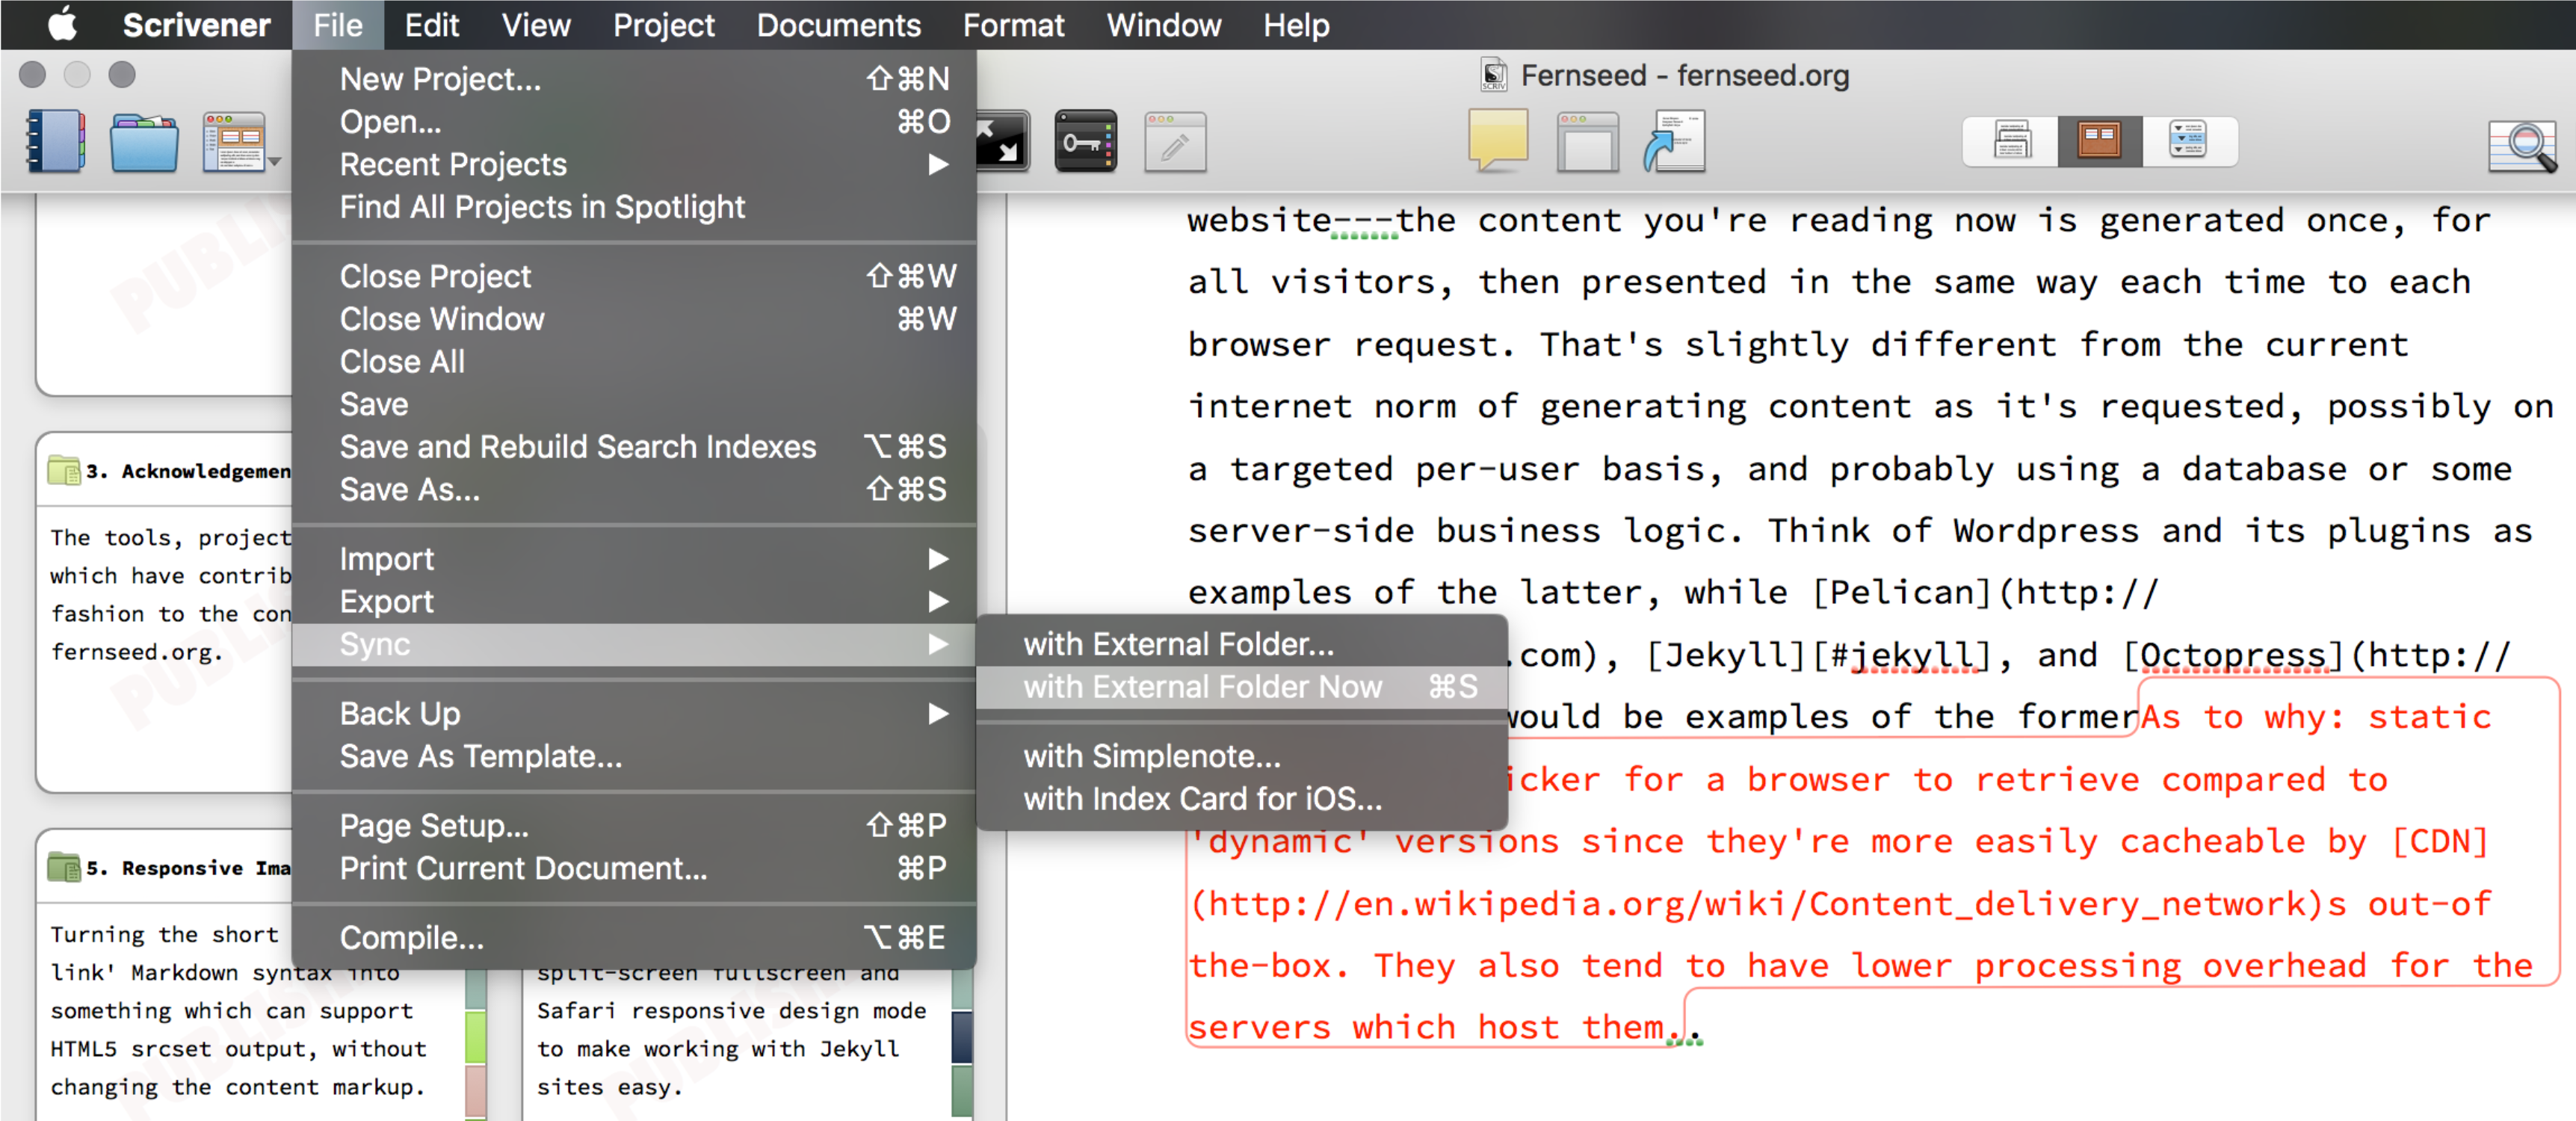 Scrivener File Edit View Project Documents Format Window Help
Fernseed - fernseed.org
SCRIV
New Project... ⇧⌘N
Open... ⌘O
Recent Projects ▶
Find All Projects in Spotlight
Close Project ⇧⌘W
Close Window ⌘W
Close All
Save
Save and Rebuild Search Indexes ⌥⌘S
Save As... ⇧⌘S
Import ▶
Export ▶
Sync ▶
Back Up ▶
Save As Template...
Page Setup... ⇧⌘P
Print Current Document... ⌘P
Compile... ⌥⌘E
with External Folder...
with External Folder Now ⌘S
with Simplenote...
with Index Card for iOS...
3. Acknowledgemen
The tools, project
which have contrib
fashion to the con
fernseed.org.
5. Responsive Ima
Turning the short
link' Markdown syntax into
something which can support
HTML5 srcset output, without
changing the content markup.
split-screen fullscreen and
Safari responsive design mode
to make working with Jekyll
sites easy.
website---the content you're reading now is generated once, for
all visitors, then presented in the same way each time to each
browser request. That's slightly different from the current
internet norm of generating content as it's requested, possibly on
a targeted per-user basis, and probably using a database or some
server-side business logic. Think of Wordpress and its plugins as
examples of the latter, while [Pelican](http://
.com), [Jekyll][#jekyll], and [Octopress](http://
would be examples of the formerAs to why: static
icker for a browser to retrieve compared to
'dynamic' versions since they're more easily cacheable by [CDN]
(http://en.wikipedia.org/wiki/Content_delivery_network)s out-of
the-box. They also tend to have lower processing overhead for the
servers which host them..